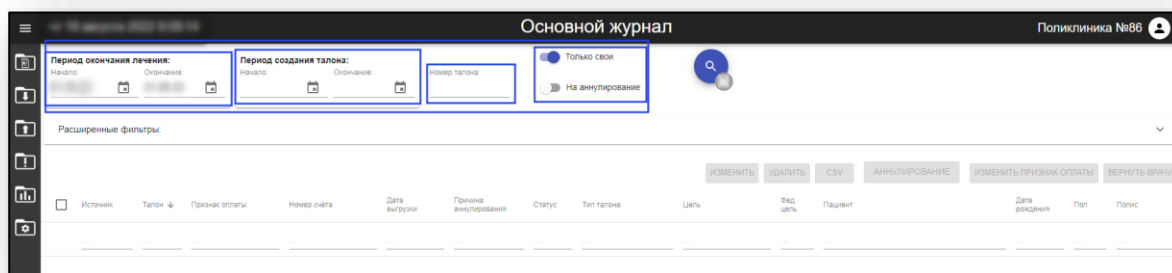 Основной журнал
Поликлиника №86
Период окончания лечения:
Начало:
Окончание:
Период создания талона:
Начало:
Окончание:
Номер талона:
Только свои
На аннулирование
Расширенные фильтры:
ИЗМЕНИТЬ УДАЛИТЬ CSV АННУЛИРОВАНИЕ ИЗМЕНИТЬ ПРИЗНАК ОПЛАТЫ ВЕРНУТЬ ВРАЧУ
Источник Талон Признак оплаты Номер счёта Дата выгрузки Причина аннулирования Статус Тип талона Цель Фед. цель Пациент Дата рождения Пол Полис